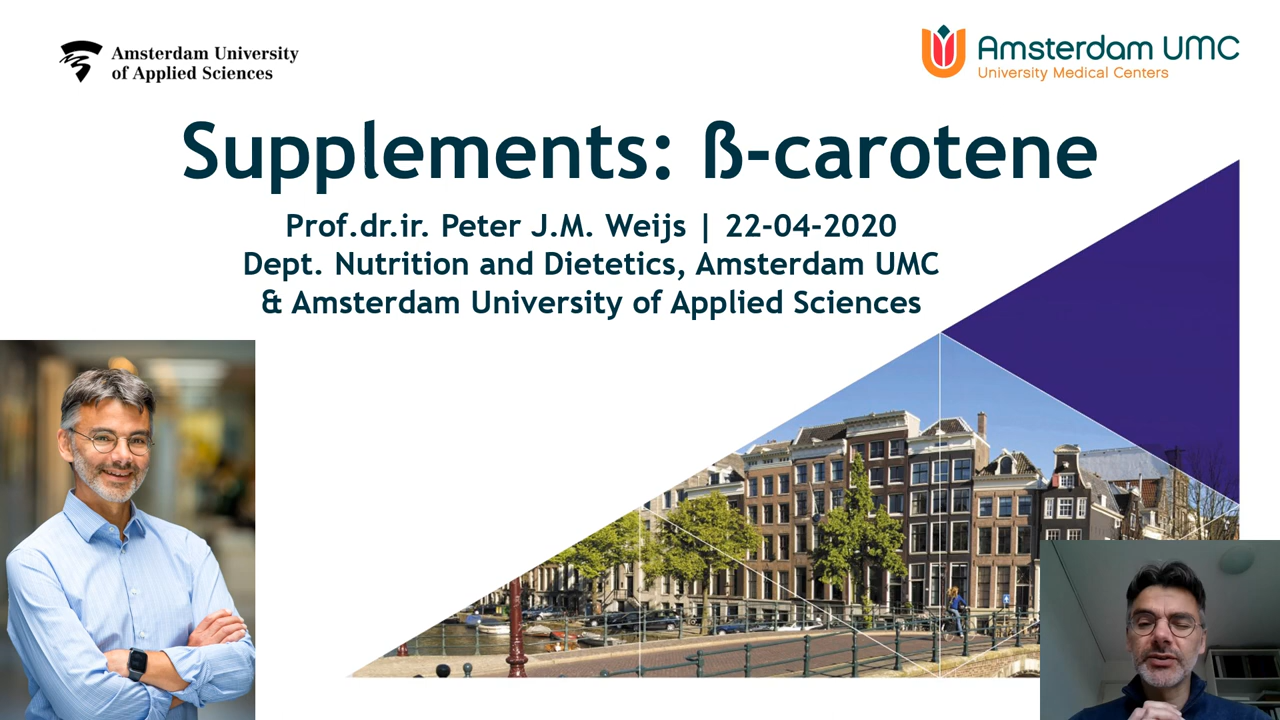 Amsterdam University
of Applied Sciences
Amsterdam UMC
University Medical Centers
Supplements: ß-carotene
Prof.dr.ir. Peter J.M. Weijs | 22-04-2020
Dept. Nutrition and Dietetics, Amsterdam UMC
& Amsterdam University of Applied Sciences